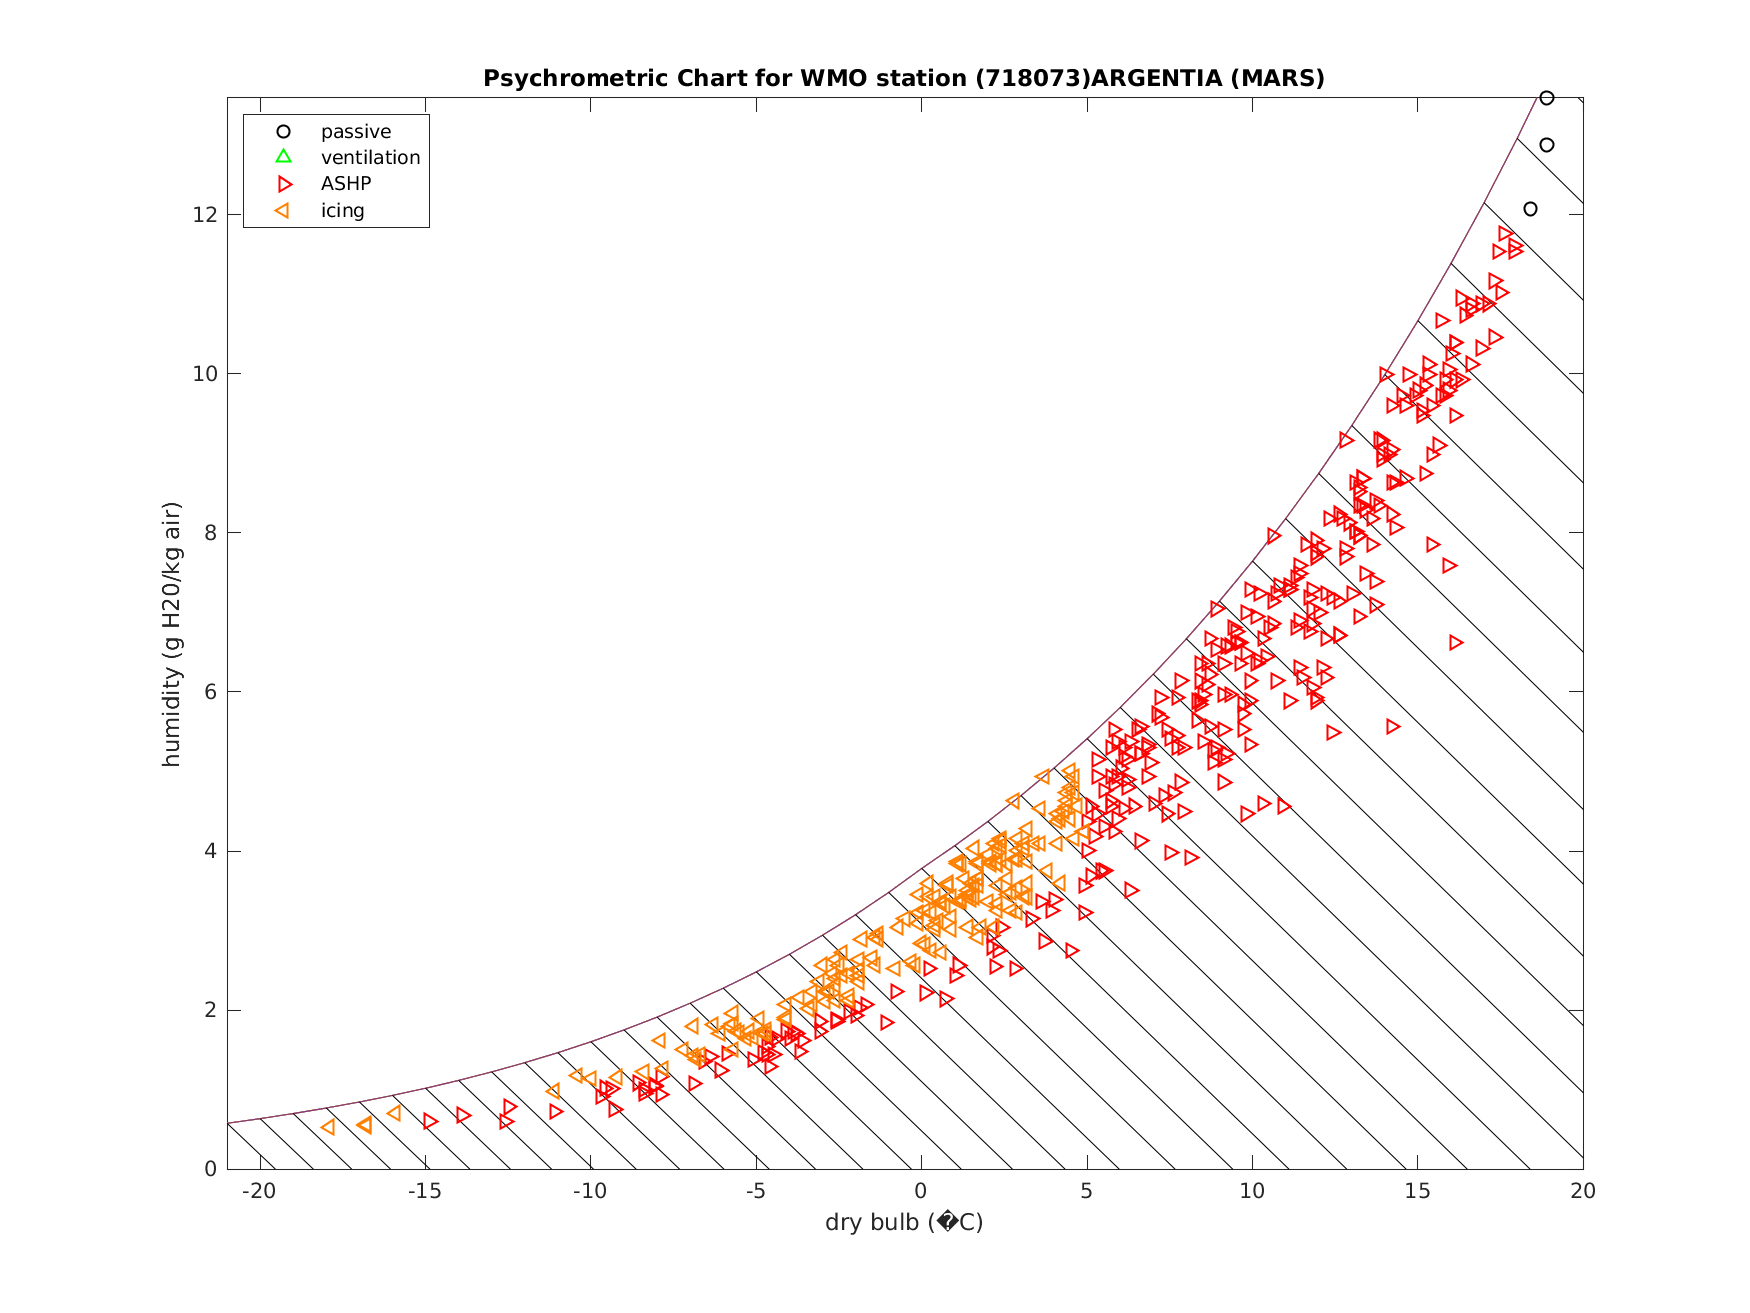 Psychrometric Chart for WMO station (718073)ARGENTIA (MARS)
passive
ventilation
ASHP
icing
12
10
8
6
4
2
0
humidity (g H20/kg air)
-20 -15 -10 -5 0 5 10 15 20
dry bulb (�C)